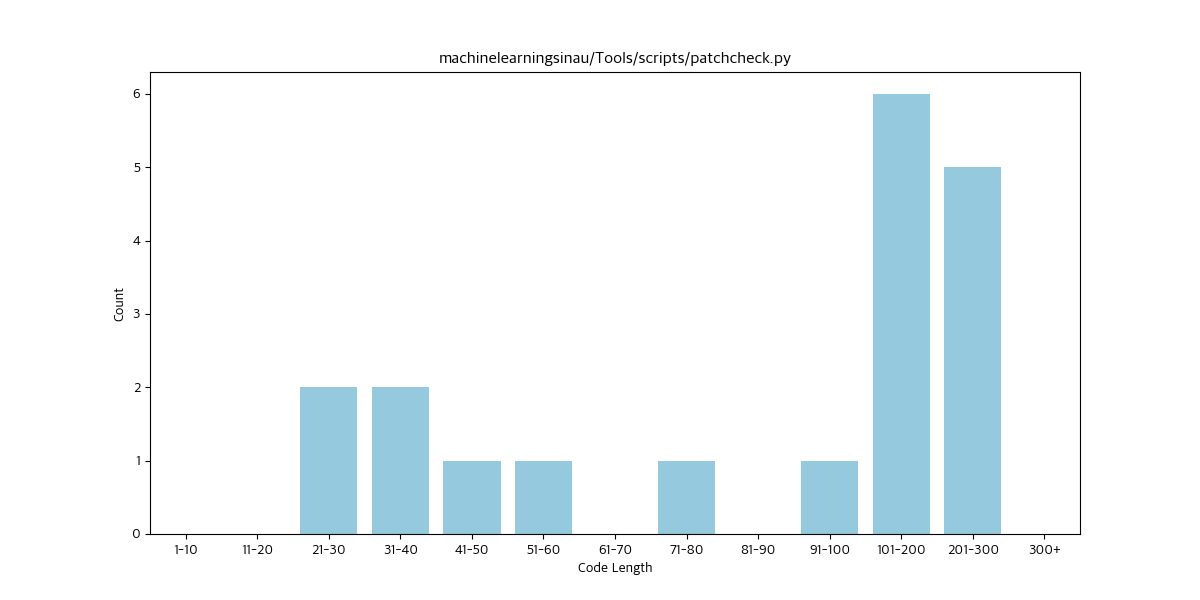 machinelearningsinau/Tools/scripts/patchcheck.py
Count
6
5
4
3
2
1
0
1-10 11-20 21-30 31-40 41-50 51-60 61-70 71-80 81-90 91-100 101-200 201-300 300+
Code Length